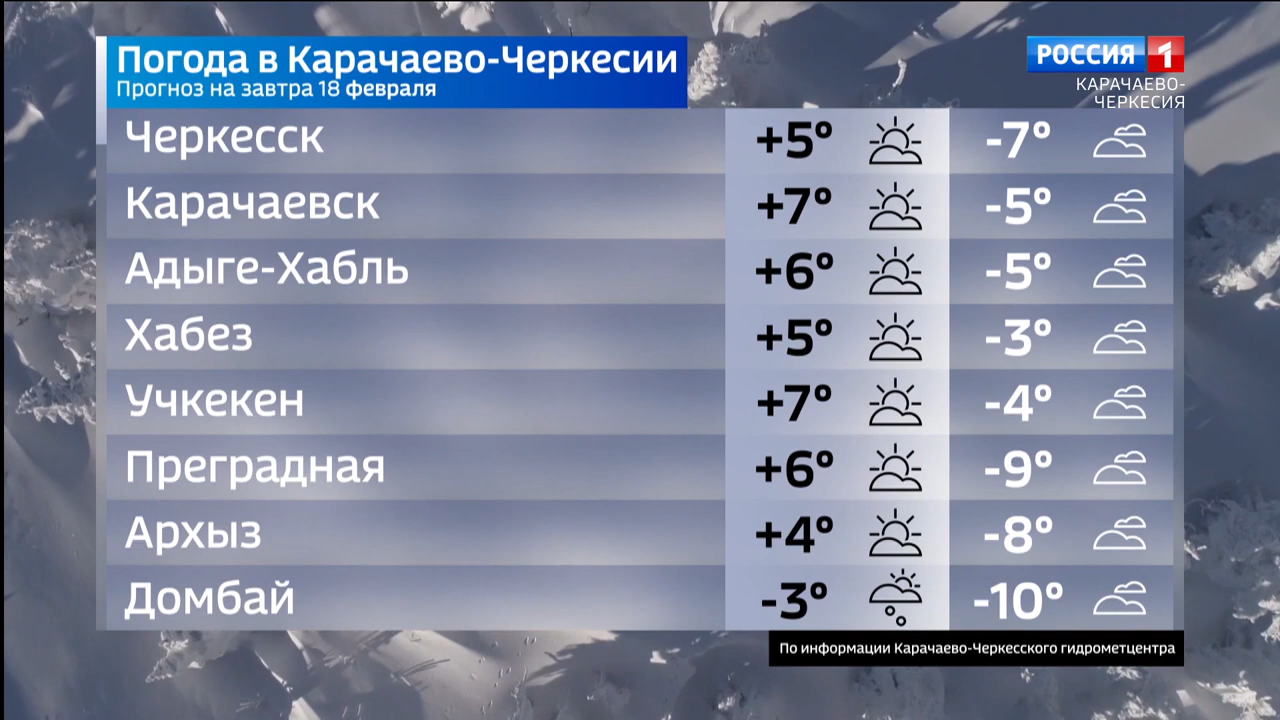 Погода в Карачаево-Черкесии
Прогноз на завтра 18 февраля
РОССИЯ 1
КАРАЧАЕВО-
ЧЕРКЕСИЯ
Черкесск +5° -7°
Карачаевск +7° -5°
Адыге-Хабль +6° -5°
Хабез +5° -3°
Учкекен +7° -4°
Преградная +6° -9°
Архыз +4° -8°
Домбай -3° -10°
По информации Карачаево-Черкесского гидрометцентра